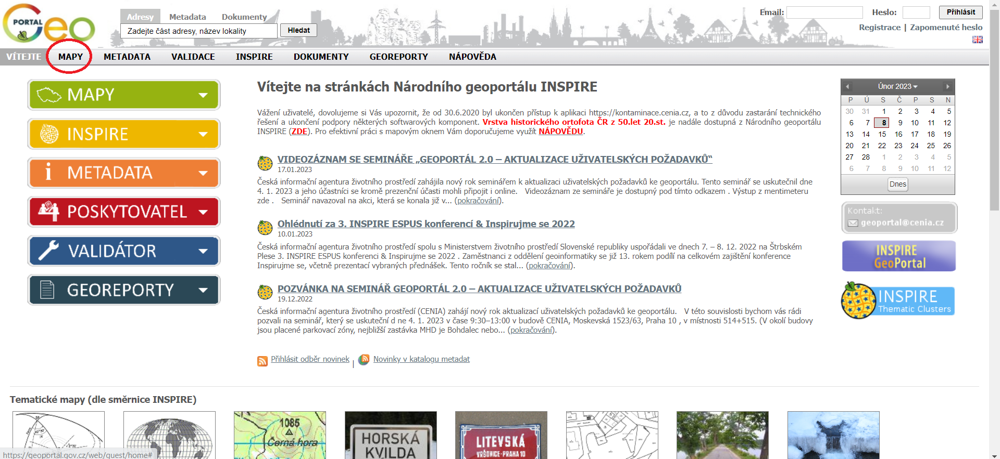 PORTAL
Geo
Adresy Metadata Dokumenty
Zadejte část adresy, název lokality Hledat
Email: Heslo: Přihlásit
Registrace | Zapomenuté heslo
VÍTEJTE MAPY METADATA VALIDACE INSPIRE DOKUMENTY GEOREPORTY NÁPOVĚDA
MAPY
INSPIRE
METADATA
POSKYTOVATEL
VALIDÁTOR
GEOREPORTY
Vítejte na stránkách Národního geoportálu INSPIRE
Vážení uživatelé, dovolujeme si Vás upozornit, že od 30.6.2020 byl ukončen přístup k aplikaci https://kontaminace.cenia.cz, a to z důvodu zastarání technického
řešení a ukončení podpory některých softwarových komponent. Vrstva historického ortofota ČR z 50.let 20.st. je nadále dostupná z Národního geoportálu
INSPIRE (ZDE). Pro efektivní práci s mapovým oknem Vám doporučujeme využít NÁPOVĚDU.
VIDEOZÁZNAM SE SEMINÁŘE „GEOPORTÁL 2.0 – AKTUALIZACE UŽIVATELSKÝCH POŽADAVKŮ“
17.01.2023
Česká informační agentura životního prostředí zahájila nový rok seminářem k aktualizaci uživatelských požadavků ke geoportálu. Tento seminář se uskutečnil dne
4. 1. 2023 a jeho účastníci se kromě prezenční účasti mohli připojit i online. Videozáznam ze semináře je dostupný pod tímto odkazem . Výstup z mentimeteru
zde . Seminář navazoval na akci, která se konala již v... (pokračování).
Ohlédnutí za 3. INSPIRE ESPUS konferencí & Inspirujme se 2022
10.01.2023
Česká informační agentura životního prostředí spolu s Ministerstvem životního prostředí Slovenské republiky uspořádali ve dnech 7. – 8. 12. 2022 na Štrbském
Plese 3. INSPIRE ESPUS konferenci & Inspirujme se 2022 . Zaměstnanci z oddělení geoinformatiky se již 13. rokem podílí na celkovém zajištění konference
Inspirujme se, včetně prezentací vybraných přednášek. Tento ročník se stal... (pokračování).
POZVÁNKA NA SEMINÁŘ GEOPORTÁL 2.0 – AKTUALIZACE UŽIVATELSKÝCH POŽADAVKŮ
19.12.2022
Česká informační agentura životního prostředí (CENIA) zahájí nový rok aktualizací uživatelských požadavků ke geoportálu. V této souvislosti bychom vás rádi
pozvali na seminář, který se uskuteční d ne 4. 1. 2023 v čase 9:30–13:00 v budově CENIA, Moskevská 1523/63, Praha 10 , v místnosti 514+515. (V okolí budovy
jsou placené parkovací zóny, nejbližší zastávka MHD je Bohdalec nebo... (pokračování).
Přihlásit odběr novinek | Novinky v katalogu metadat
Únor 2023
P Ú S Č P S N
30 31 1 2 3 4 5
6 7 8 9 10 11 12
13 14 15 16 17 18 19
20 21 22 23 24 25 26
27 28 1 2 3 4 5
6 7 8 9 10 11 12
Dnes
Kontakt:
geoportal@cenia.cz
INSPIRE
GeoPortal
INSPIRE
Thematic Clusters
Tematické mapy (dle směrnice INSPIRE)
1085
Černá hora
HORSKÁ
KVILDA
LITEVSKÁ
VRŠOVICE-PRAHA 10
https://geoportal.gov.cz/web/guest/home#